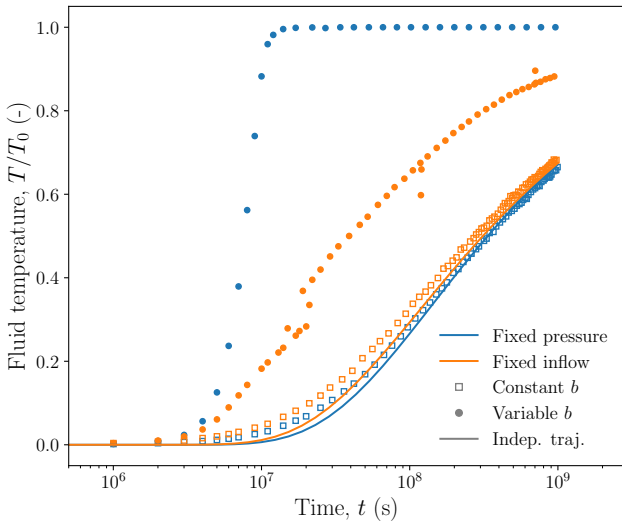 Fluid temperature, T/T₀ (-)
1.0
0.8
0.6
0.4
0.2
0.0
Fixed pressure
Fixed inflow
Constant b
Variable b
Indep. traj.
10⁶
10⁷
10⁸
10⁹
Time, t (s)